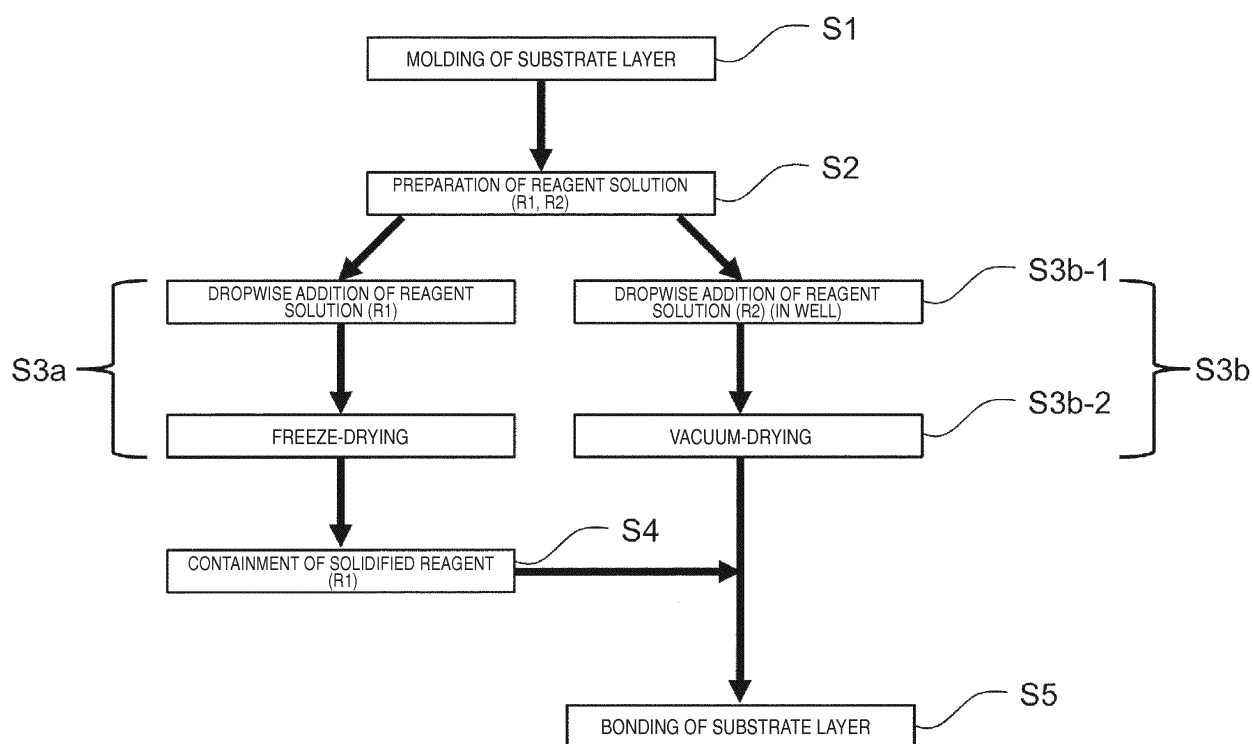 S1
MOLDING OF SUBSTRATE LAYER
S2
PREPARATION OF REAGENT SOLUTION
(R1, R2)
S3b-1
DROPWISE ADDITION OF REAGENT
SOLUTION (R1)
DROPWISE ADDITION OF REAGENT
SOLUTION (R2) (IN WELL)
S3a
S3b
S3b-2
FREEZE-DRYING
VACUUM-DRYING
S4
CONTAINMENT OF SOLIDIFIED REAGENT
(R1)
S5
BONDING OF SUBSTRATE LAYER